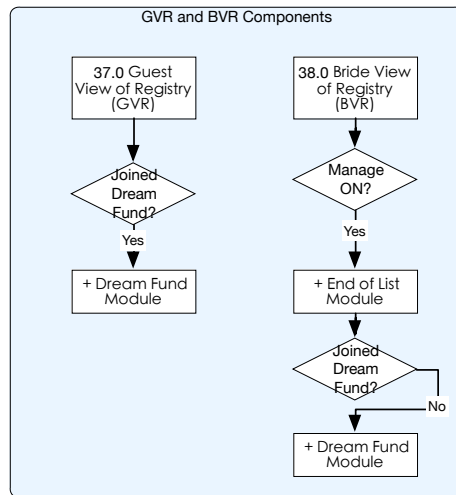 GVR and BVR Components
37.0 Guest
View of Registry
(GVR)
Joined
Dream
Fund?
Yes
+ Dream Fund
Module
38.0 Bride View
of Registry
(BVR)
Manage
ON?
Yes
+ End of List
Module
Joined
Dream
Fund?
No
+ Dream Fund
Module